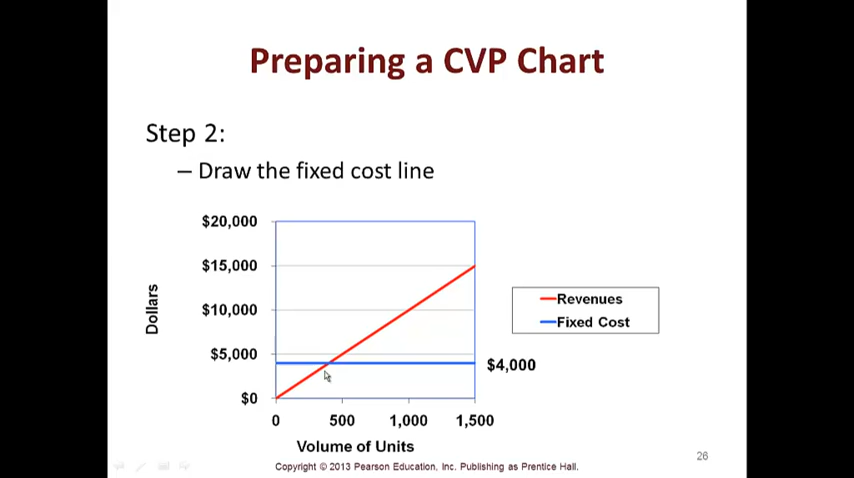 Preparing a CVP Chart
Step 2:
– Draw the fixed cost line
$20,000
$15,000
$10,000
$5,000
$0
Dollars
0 500 1,000 1,500
Volume of Units
$4,000
Revenues
Fixed Cost
Copyright © 2013 Pearson Education, Inc. Publishing as Prentice Hall.
26